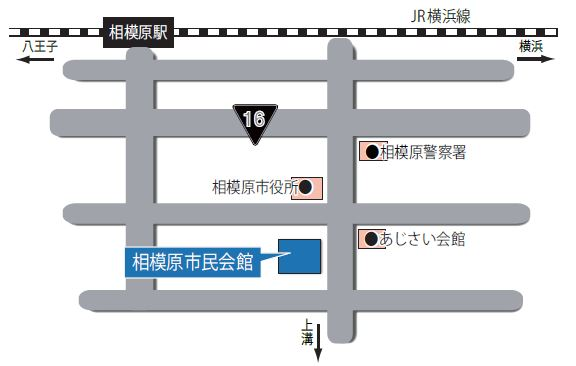 JR横浜線
相模原駅
八王子
横浜
16
相模原警察署
相模原市役所
あじさい会館
相模原市民会館
上溝